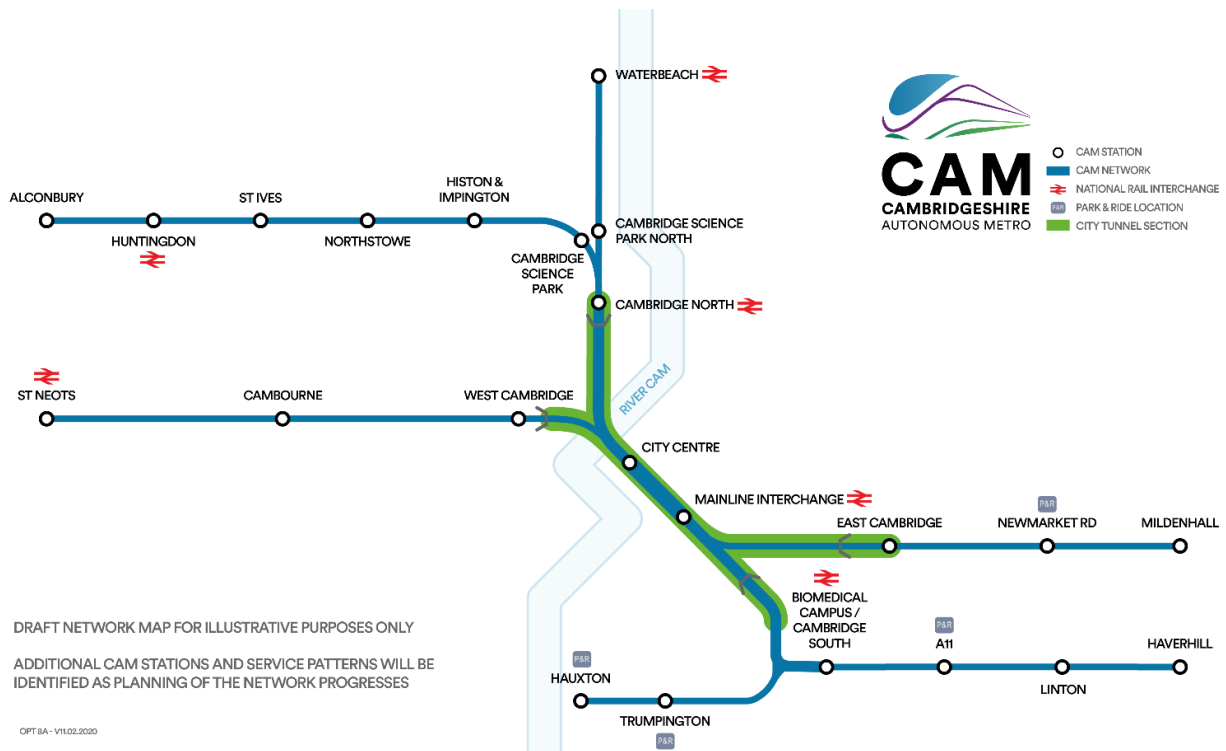 WATERBEACH
ALCONBURY
HUNTINGDON
ST IVES
NORTHSTOWE
HISTON &
IMPINGTON
CAMBRIDGE SCIENCE
PARK NORTH
CAMBRIDGE
SCIENCE
PARK
CAMBRIDGE NORTH
RIVER CAM
ST NEOTS
CAMBOURNE
WEST CAMBRIDGE
CITY CENTRE
MAINLINE INTERCHANGE
EAST CAMBRIDGE
P&R
NEWMARKET RD
MILDENHALL
BIOMEDICAL
CAMPUS /
CAMBRIDGE
SOUTH
P&R
A11
LINTON
HAVERHILL
P&R
HAUXTON
TRUMPINGTON
P&R
CAM
CAMBRIDGESHIRE
AUTONOMOUS METRO
CAM STATION
CAM NETWORK
NATIONAL RAIL INTERCHANGE
P&R PARK & RIDE LOCATION
CITY TUNNEL SECTION
DRAFT NETWORK MAP FOR ILLUSTRATIVE PURPOSES ONLY
ADDITIONAL CAM STATIONS AND SERVICE PATTERNS WILL BE
IDENTIFIED AS PLANNING OF THE NETWORK PROGRESSES
OPT 8A - V11.02.2020